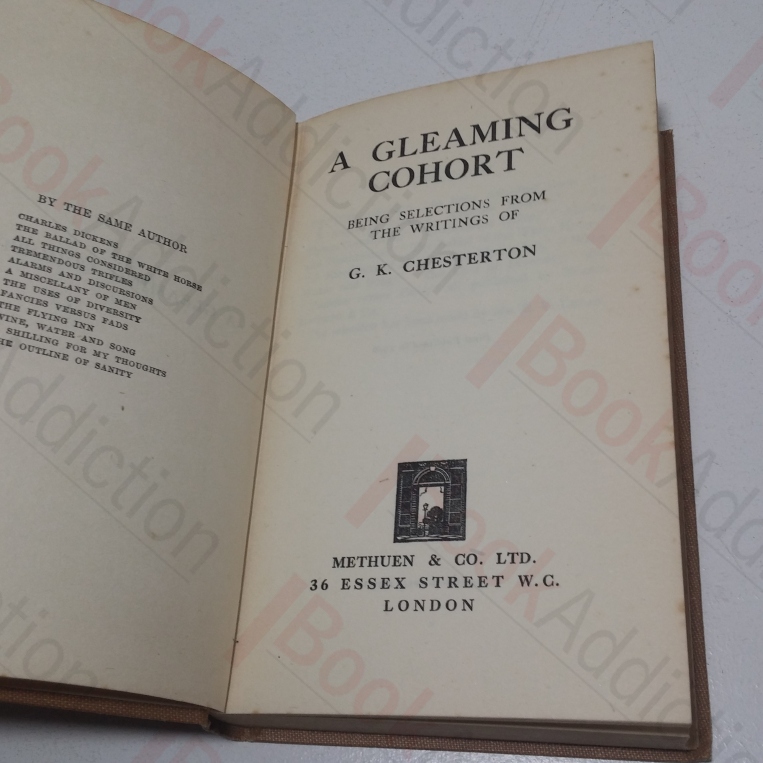 BY THE SAME AUTHOR
CHARLES DICKENS
THE BALLAD OF THE WHITE HORSE
ALL THINGS CONSIDERED
TREMENDOUS TRIFLES
ALARMS AND DISCURSIONS
A MISCELLANY OF MEN
THE USES OF DIVERSITY
FANCIES VERSUS FADS
THE FLYING INN
WINE, WATER AND SONG
SHILLING FOR MY THOUGHTS
THE OUTLINE OF SANITY
A GLEAMING
COHORT
BEING SELECTIONS FROM
THE WRITINGS OF
G. K. CHESTERTON
METHUEN & CO. LTD.
36 ESSEX STREET W.C.
LONDON
BookAddiction